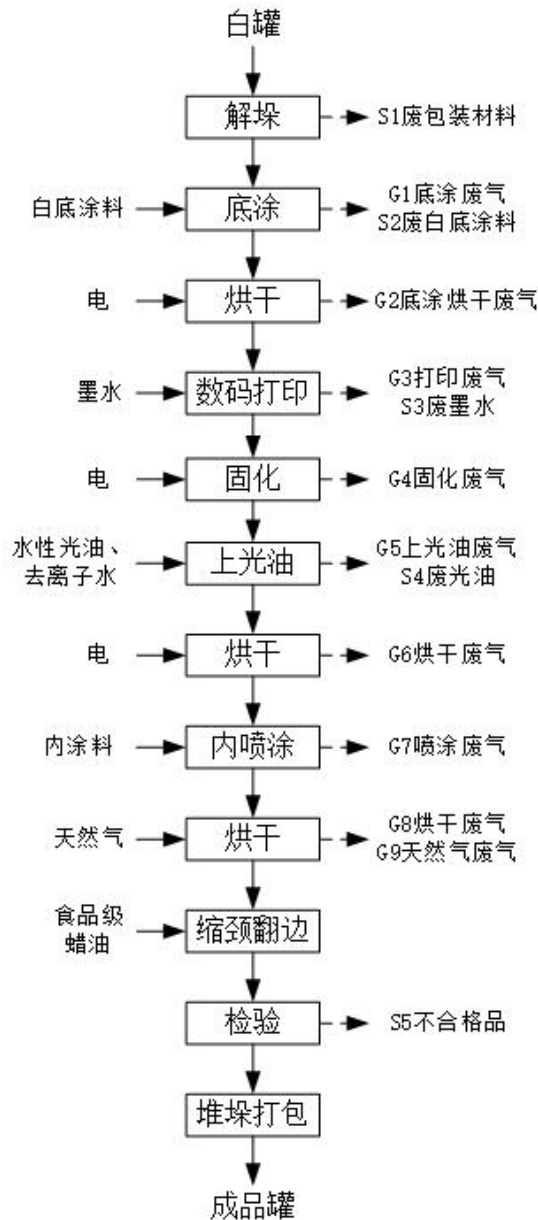 白罐
解垛
S1废包装材料
白底涂料
底涂
G1底涂废气
S2废白底涂料
电
烘干
G2底涂烘干废气
墨水
数码打印
G3打印废气
S3废墨水
电
固化
G4固化废气
水性光油、
去离子水
上光油
G5上光油废气
S4废光油
电
烘干
G6烘干废气
内涂料
内喷涂
G7喷涂废气
天然气
烘干
G8烘干废气
G9天然气废气
食品级
蜡油
缩颈翻边
检验
S5不合格品
堆垛打包
成品罐